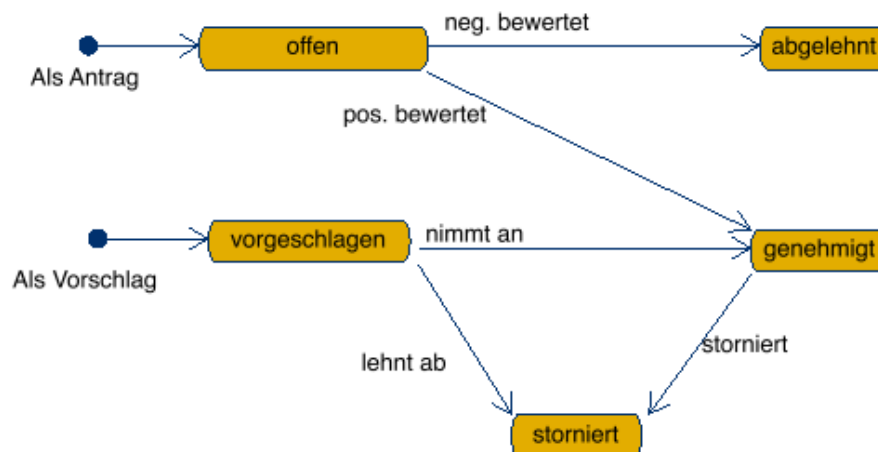 neg. bewertet
offen
abgelehnt
Als Antrag
pos. bewertet
vorgeschlagen
nimmt an
genehmigt
Als Vorschlag
lehnt ab
storniert
storniert